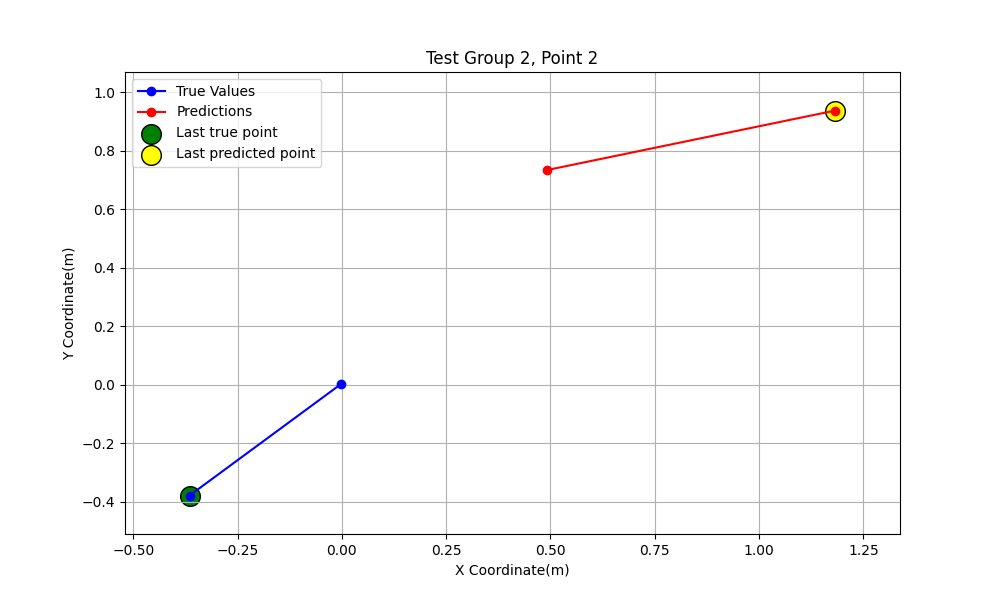 Test Group 2, Point 2
True Values
Predictions
Last true point
Last predicted point
1.0
0.8
0.6
0.4
0.2
0.0
−0.2
−0.4
Y Coordinate(m)
−0.50 −0.25 0.00 0.25 0.50 0.75 1.00 1.25
X Coordinate(m)